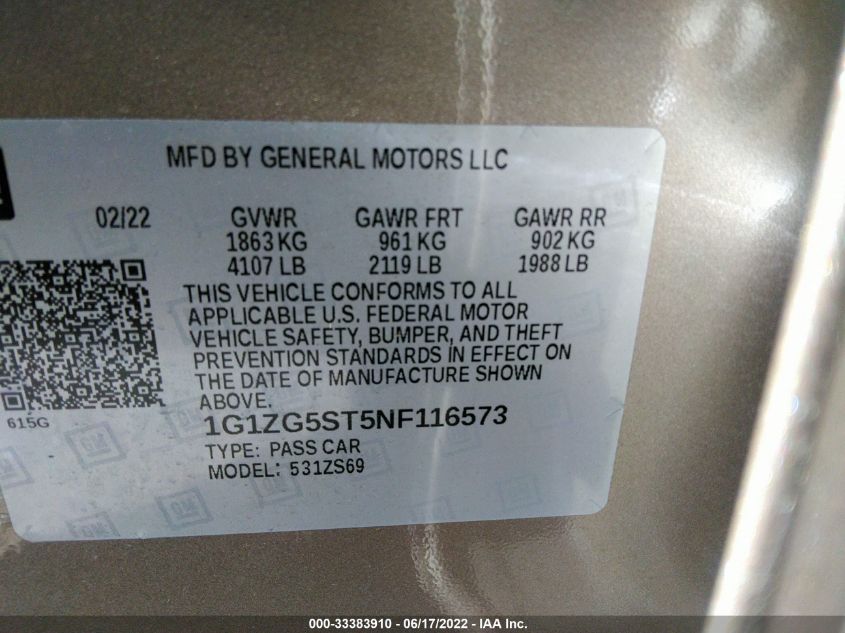 MFD BY GENERAL MOTORS LLC
02/22 GVWR GAWR FRT GAWR RR
1863 KG 961 KG 902 KG
4107 LB 2119 LB 1988 LB
THIS VEHICLE CONFORMS TO ALL
APPLICABLE U.S. FEDERAL MOTOR
VEHICLE SAFETY, BUMPER, AND THEFT
PREVENTION STANDARDS IN EFFECT ON
THE DATE OF MANUFACTURE SHOWN
ABOVE.
615G
1G1ZG5ST5NF116573
TYPE: PASS CAR
MODEL: 531ZS69
000-33383910 - 06/17/2022 - IAA Inc.